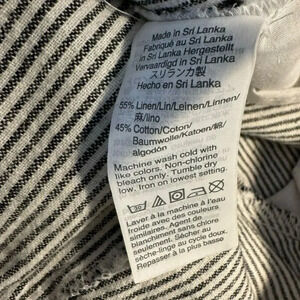 Made in Sri Lanka
Fabriqué au Sri Lanka
In Sri Lanka Hergestellt
Vervaardigd in Sri Lanka
スリランカ製
Hecho en Sri Lanka
55% Linen/Lin/Leinen/Linnen/
麻/lino
45% Cotton/Coton/
Baumwolle/Katoen/綿/
algodón
Machine wash cold with
like colors. Non-chlorine
bleach only. Tumble dry
low. Iron on lowest setting.
Laver à la machine à l'eau
froide avec des couleurs
similaires. Agent de
blanchiment sans chlore
seulement. Sécher au doux.
sèche-linge au cycle doux.
Repasser à la plus basse